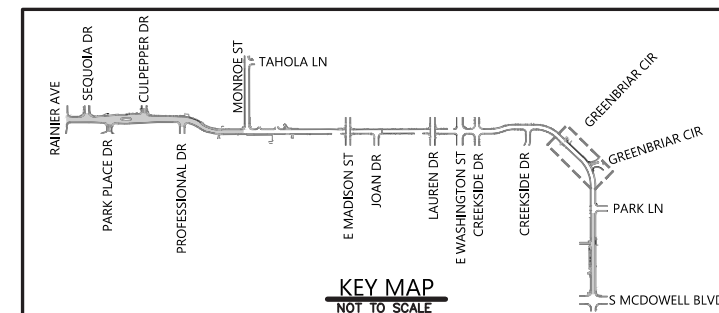 RAINIER AVE
SEQUOIA DR
PARK PLACE DR
CULPEPPER DR
PROFESSIONAL DR
MONROE ST
TAHOLA LN
E MADISON ST
JOAN DR
LAUREN DR
E WASHINGTON ST
CREEKSIDE DR
CREEKSIDE DR
GREENBRIAR CIR
GREENBRIAR CIR
PARK LN
S MCDOWELL BLVD
KEY MAP
NOT TO SCALE